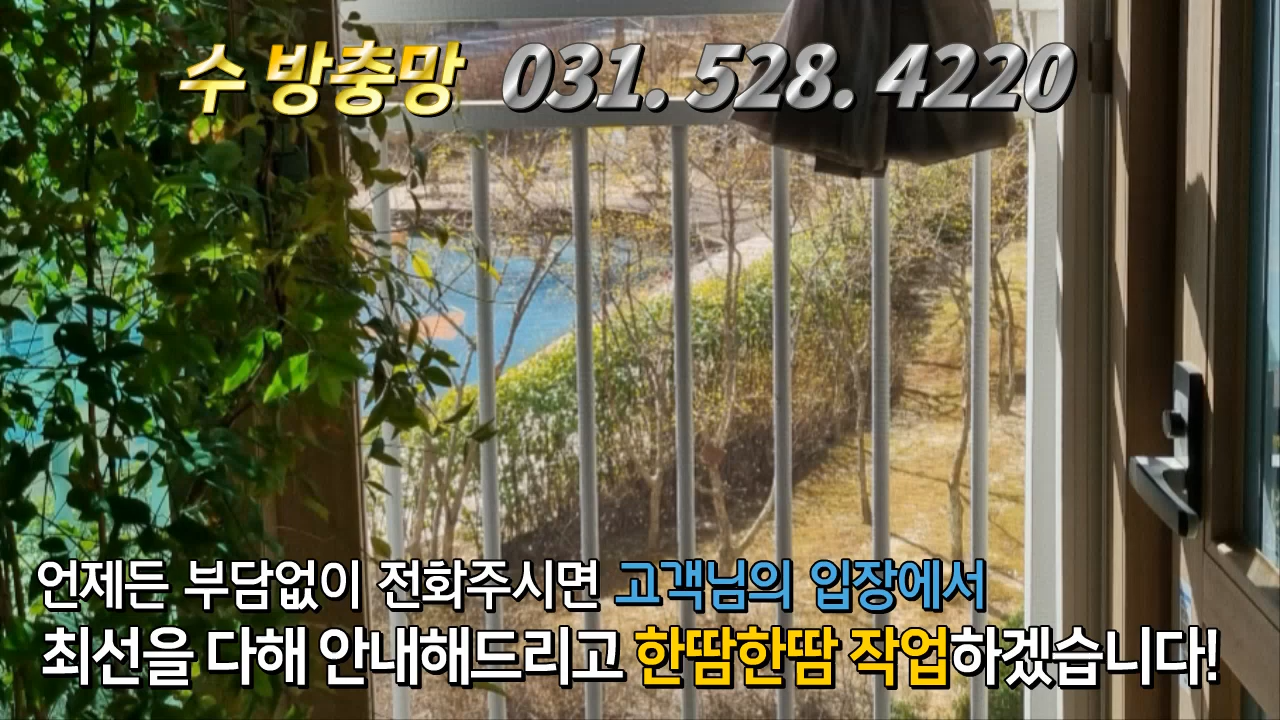 수 방충망 031. 528. 4220
언제든 부담없이 전화주시면 고객님의 입장에서
최선을 다해 안내해드리고 한땀한땀 작업하겠습니다!